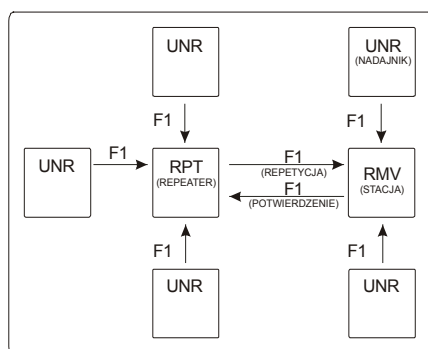 UNR
UNR
(NADAJNIK)
F1
F1
UNR
F1
RPT
(REPEATER)
F1
(REPETYCJA)
F1
(POTWIERDZENIE)
RMV
(STACJA)
F1
F1
UNR
UNR